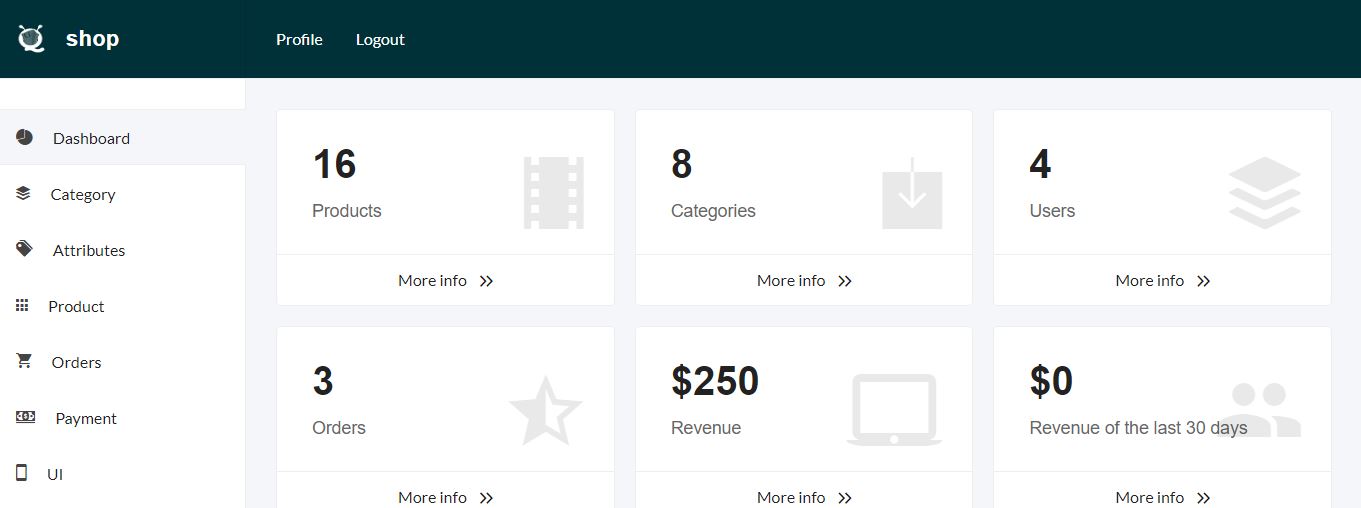 shop
Profile Logout
Dashboard
Category
Attributes
Product
Orders
Payment
UI
16
Products
More info
8
Categories
More info
4
Users
More info
3
Orders
More info
$250
Revenue
More info
$0
Revenue of the last 30 days
More info